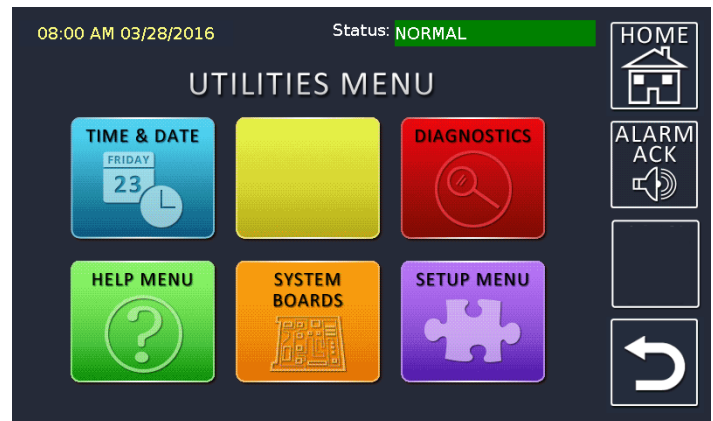 08:00 AM 03/28/2016
Status: NORMAL
UTILITIES MENU
TIME & DATE
FRIDAY
23
DIAGNOSTICS
HELP MENU
?
SYSTEM
BOARDS
SETUP MENU
HOME
ALARM
ACK